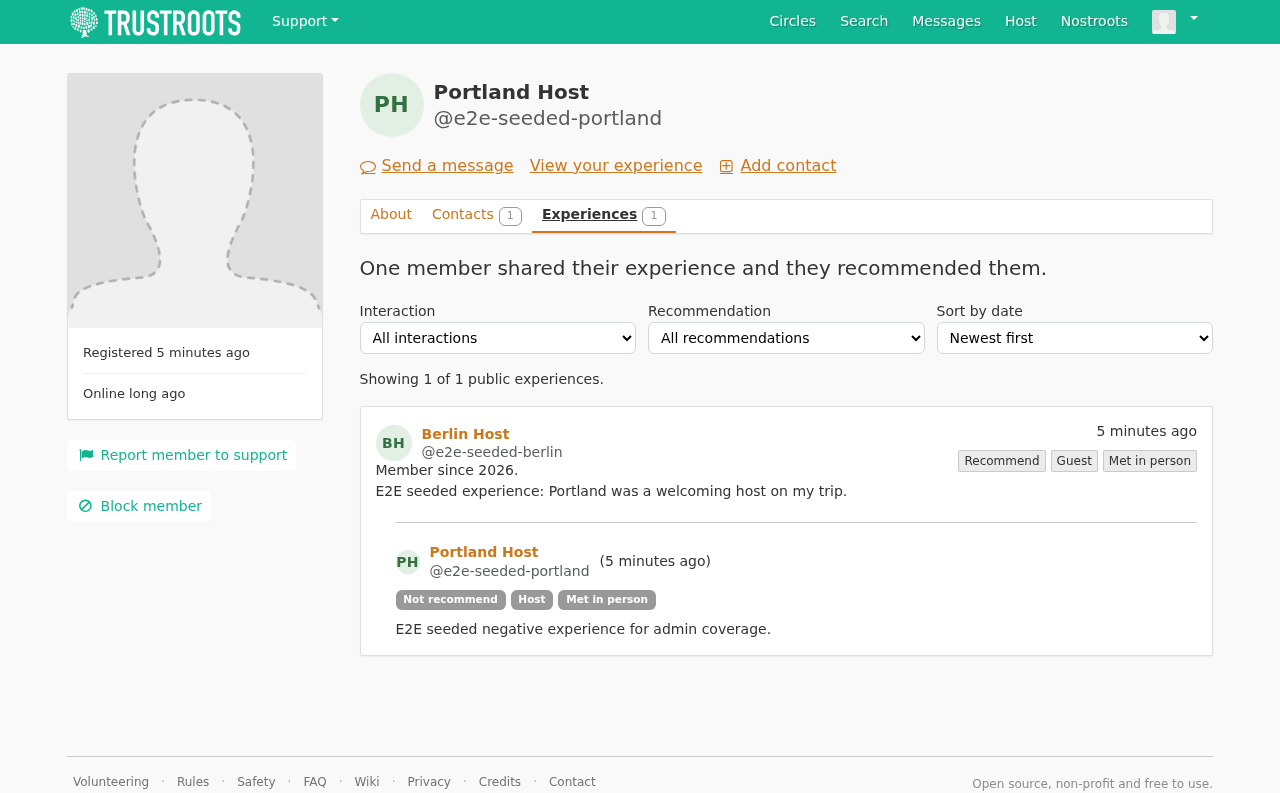 TRUSTROOTS
Support
Circles
Search
Messages
Host
Nostroots
PH
Portland Host
@e2e-seeded-portland
Send a message
View your experience
Add contact
About
Contacts 1
Experiences 1
One member shared their experience and they recommended them.
Interaction
Recommendation
Sort by date
All interactions
All recommendations
Newest first
Showing 1 of 1 public experiences.
Registered 5 minutes ago
Online long ago
Report member to support
Block member
BH
Berlin Host
@e2e-seeded-berlin
Member since 2026.
5 minutes ago
Recommend
Guest
Met in person
E2E seeded experience: Portland was a welcoming host on my trip.
PH
Portland Host
@e2e-seeded-portland
(5 minutes ago)
Not recommend
Host
Met in person
E2E seeded negative experience for admin coverage.
Volunteering · Rules · Safety · FAQ · Wiki · Privacy · Credits · Contact
Open source, non-profit and free to use.